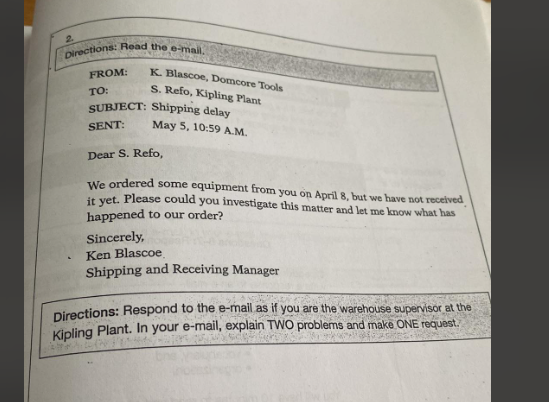 2.
Directions: Read the e-mail.
FROM: K. Blascoe, Domcore Tools
TO: S. Refo, Kipling Plant
SUBJECT: Shipping delay
SENT: May 5, 10:59 A.M.
Dear S. Refo,
We ordered some equipment from you on April 8, but we have not received
it yet. Please could you investigate this matter and let me know what has
happened to our order?
Sincerely,
Ken Blascoe
Shipping and Receiving Manager
Directions: Respond to the e-mail as if you are the warehouse supervisor at the
Kipling Plant. In your e-mail, explain TWO problems and make ONE request.